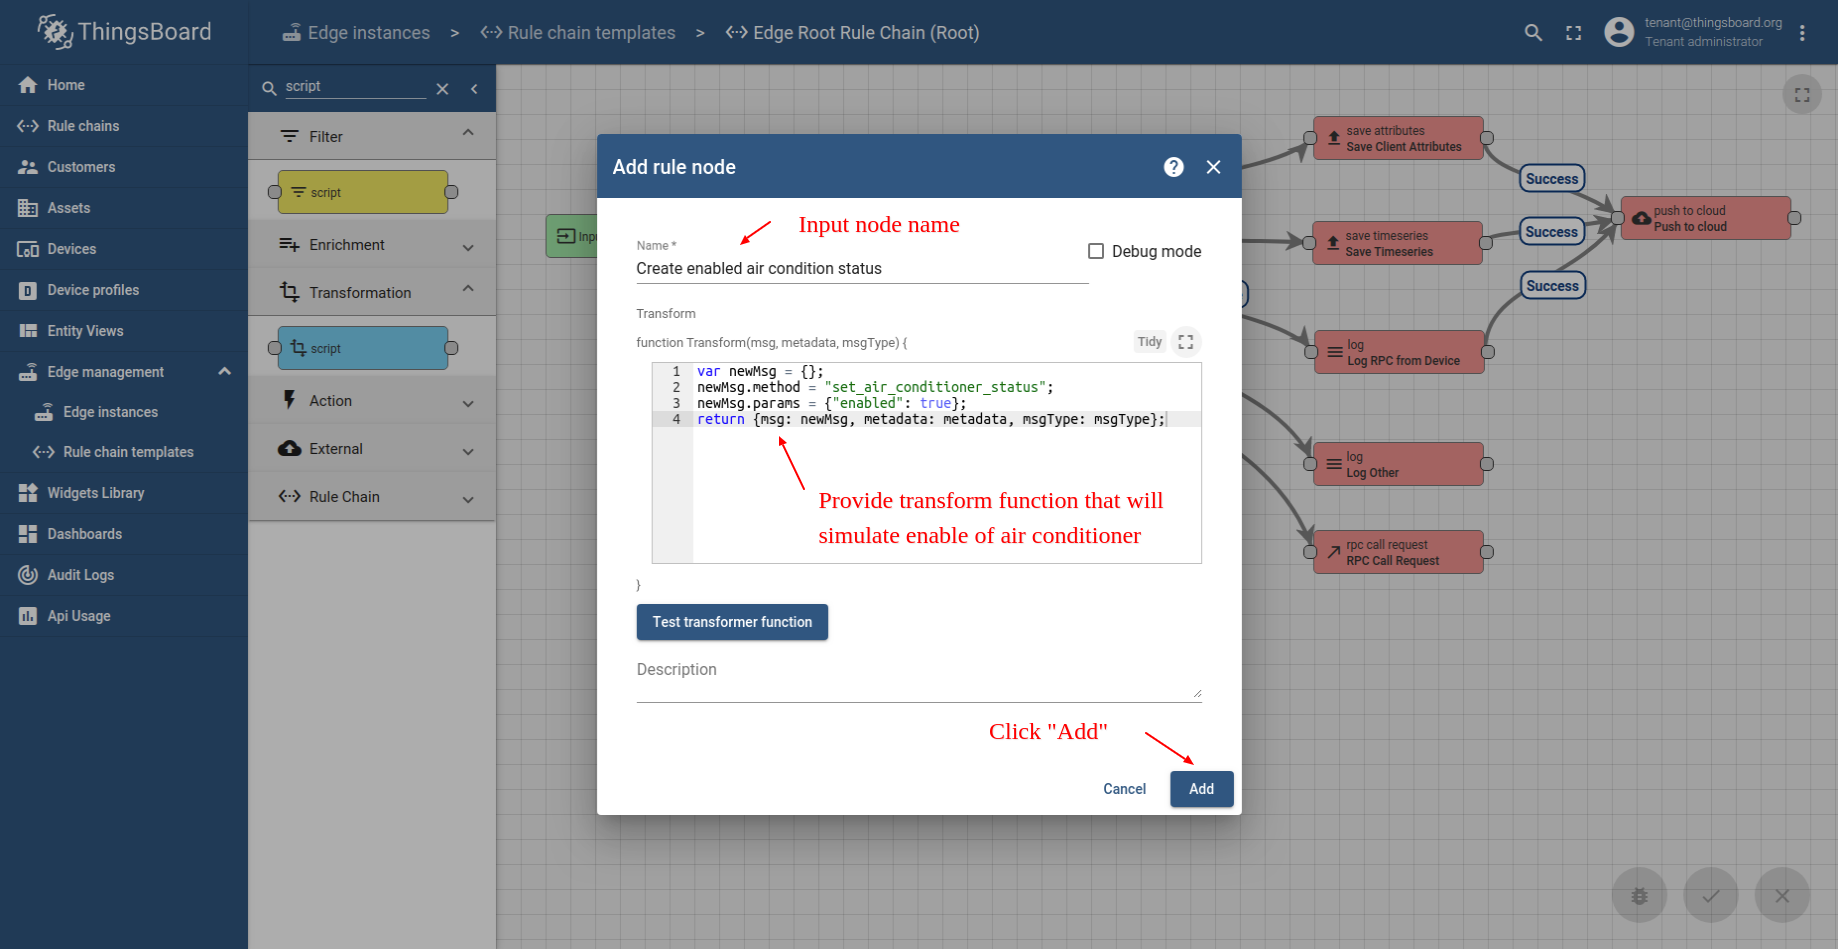 ThingsBoard
Edge instances > Rule chain templates > Edge Root Rule Chain (Root)
tenant@thingsboard.org
Tenant administrator
Home
Rule chains
Customers
Assets
Devices
Device profiles
Entity Views
Edge management
Edge instances
Rule chain templates
Widgets Library
Dashboards
Audit Logs
Api Usage
script
Filter
script
Enrichment
Transformation
script
Action
External
Rule Chain
Add rule node
Input node name
Name *
Create enabled air condition status
Debug mode
Transform
function Transform(msg, metadata, msgType) {
Tidy
1 var newMsg = {};
2 newMsg.method = "set_air_conditioner_status";
3 newMsg.params = {"enabled": true};
4 return {msg: newMsg, metadata: metadata, msgType: msgType};
Provide transform function that will
simulate enable of air conditioner
}
Test transformer function
Description
Click "Add"
Cancel
Add
save attributes
Save Client Attributes
Success
push to cloud
Push to cloud
save timeseries
Save Timeseries
Success
Success
log
Log RPC from Device
log
Log Other
rpc call request
RPC Call Request